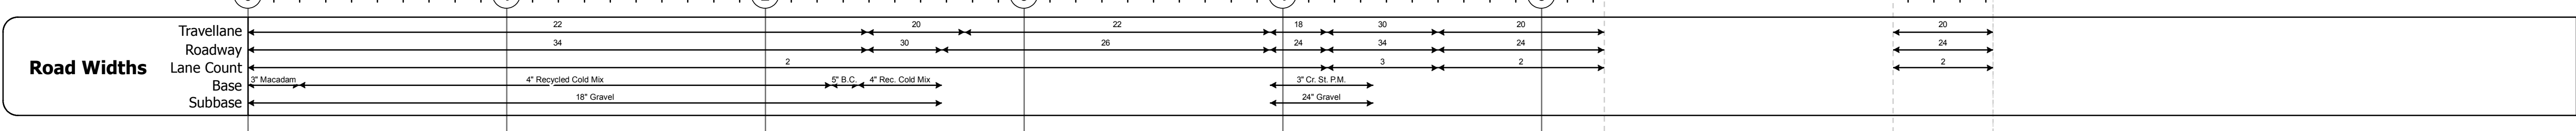 Road Widths
Travellane 22 20 22 18 30 20 20
Roadway 34 30 26 24 34 24 24
Lane Count 2 3 2 2
Base 3" Macadam 4" Recycled Cold Mix 5" B.C. 4" Rec. Cold Mix 3" Cr. St. P.M.
Subbase 18" Gravel 24" Gravel